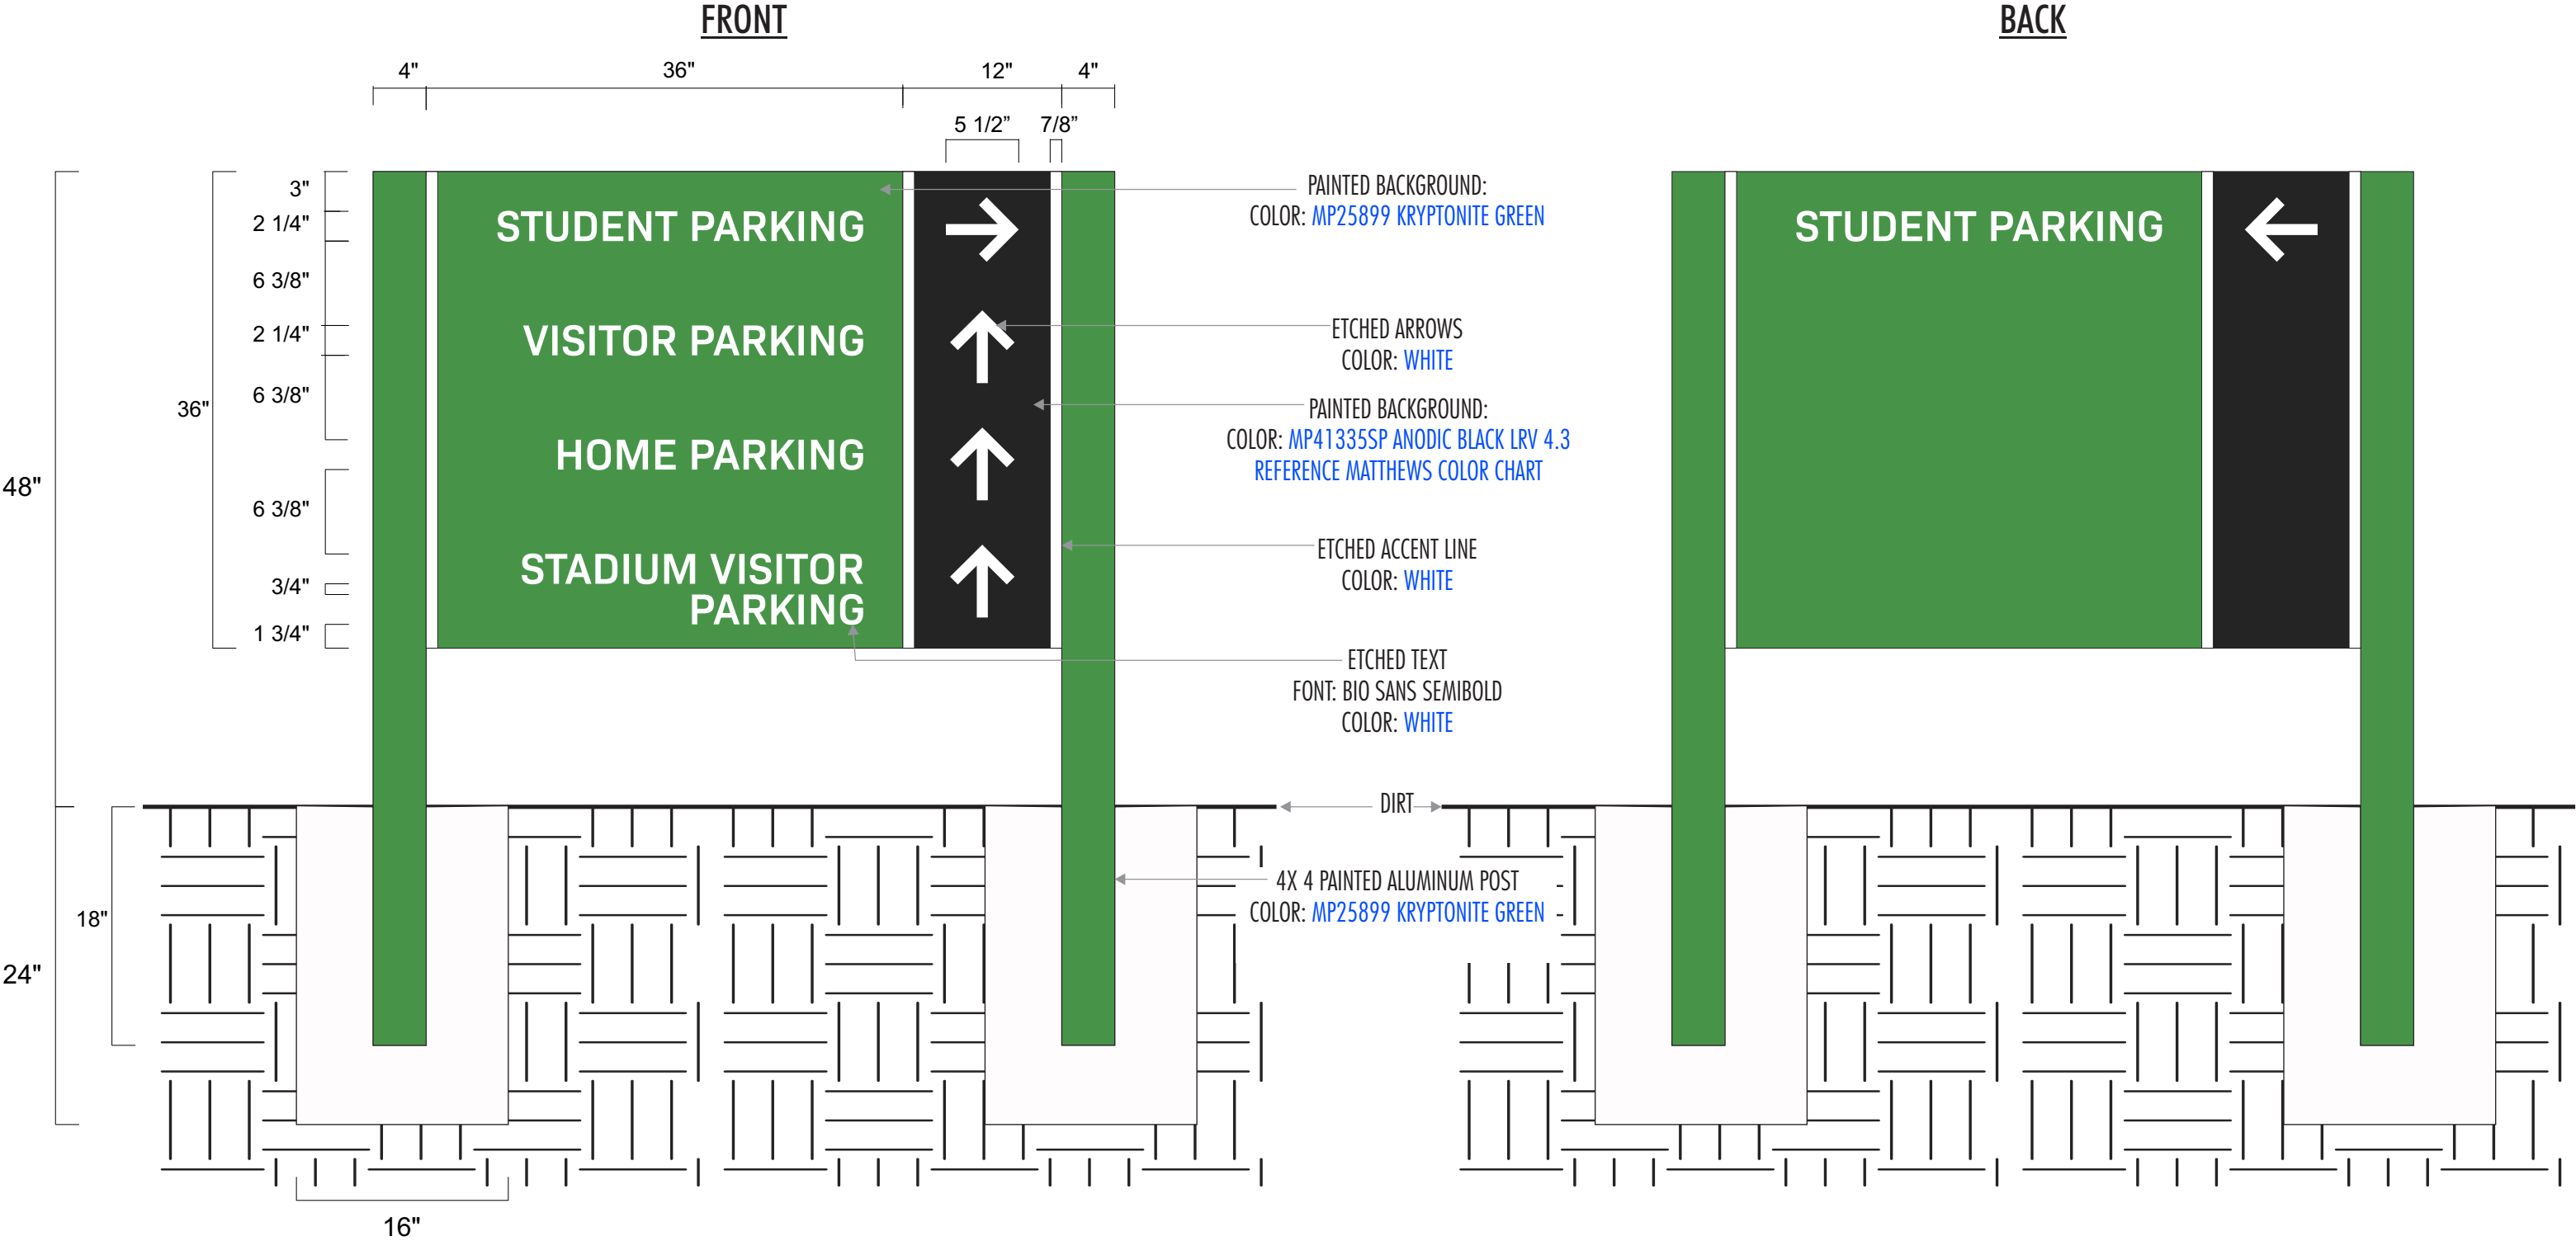 FRONT
BACK
4"
36"
12"
4"
5 1/2”
7/8”
3"
2 1/4"
6 3/8"
2 1/4"
6 3/8"
6 3/8"
3/4"
1 3/4"
36"
48"
18"
24"
16"
STUDENT PARKING
VISITOR PARKING
HOME PARKING
STADIUM VISITOR
PARKING
PAINTED BACKGROUND:
COLOR: MP25899 KRYPTONITE GREEN
ETCHED ARROWS
COLOR: WHITE
PAINTED BACKGROUND:
COLOR: MP41335SP ANODIC BLACK LRV 4.3
REFERENCE MATTHEWS COLOR CHART
ETCHED ACCENT LINE
COLOR: WHITE
ETCHED TEXT
FONT: BIO SANS SEMIBOLD
COLOR: WHITE
DIRT
4X 4 PAINTED ALUMINUM POST
COLOR: MP25899 KRYPTONITE GREEN
STUDENT PARKING